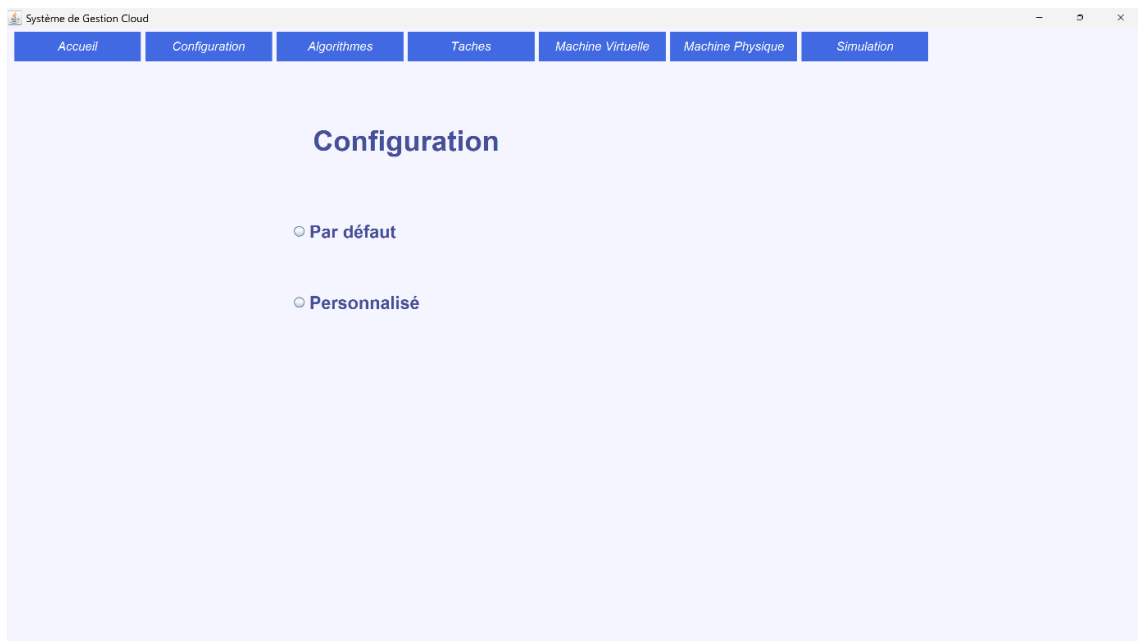 Système de Gestion Cloud
Accueil Configuration Algorithmes Taches Machine Virtuelle Machine Physique Simulation
Configuration
Par défaut
Personnalisé